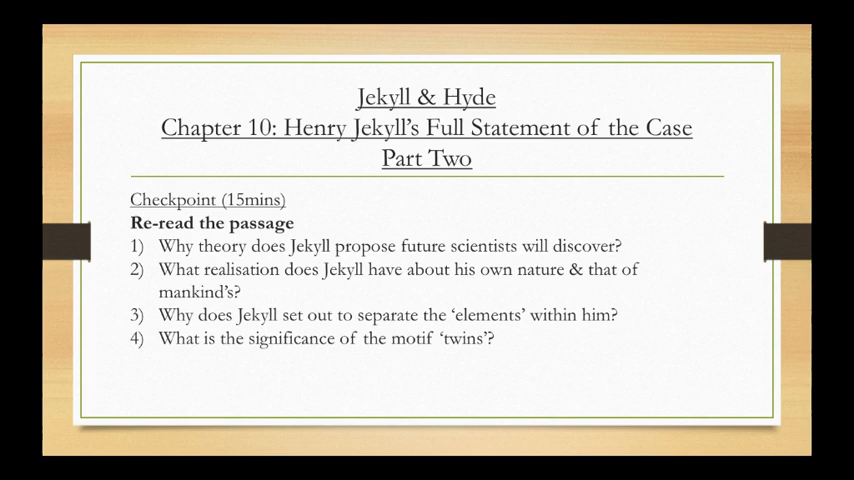 Jekyll & Hyde
Chapter 10: Henry Jekyll's Full Statement of the Case
Part Two
Checkpoint (15mins)
Re-read the passage
1) Why theory does Jekyll propose future scientists will discover?
2) What realisation does Jekyll have about his own nature & that of
mankind's?
3) Why does Jekyll set out to separate the 'elements' within him?
4) What is the significance of the motif 'twins'?